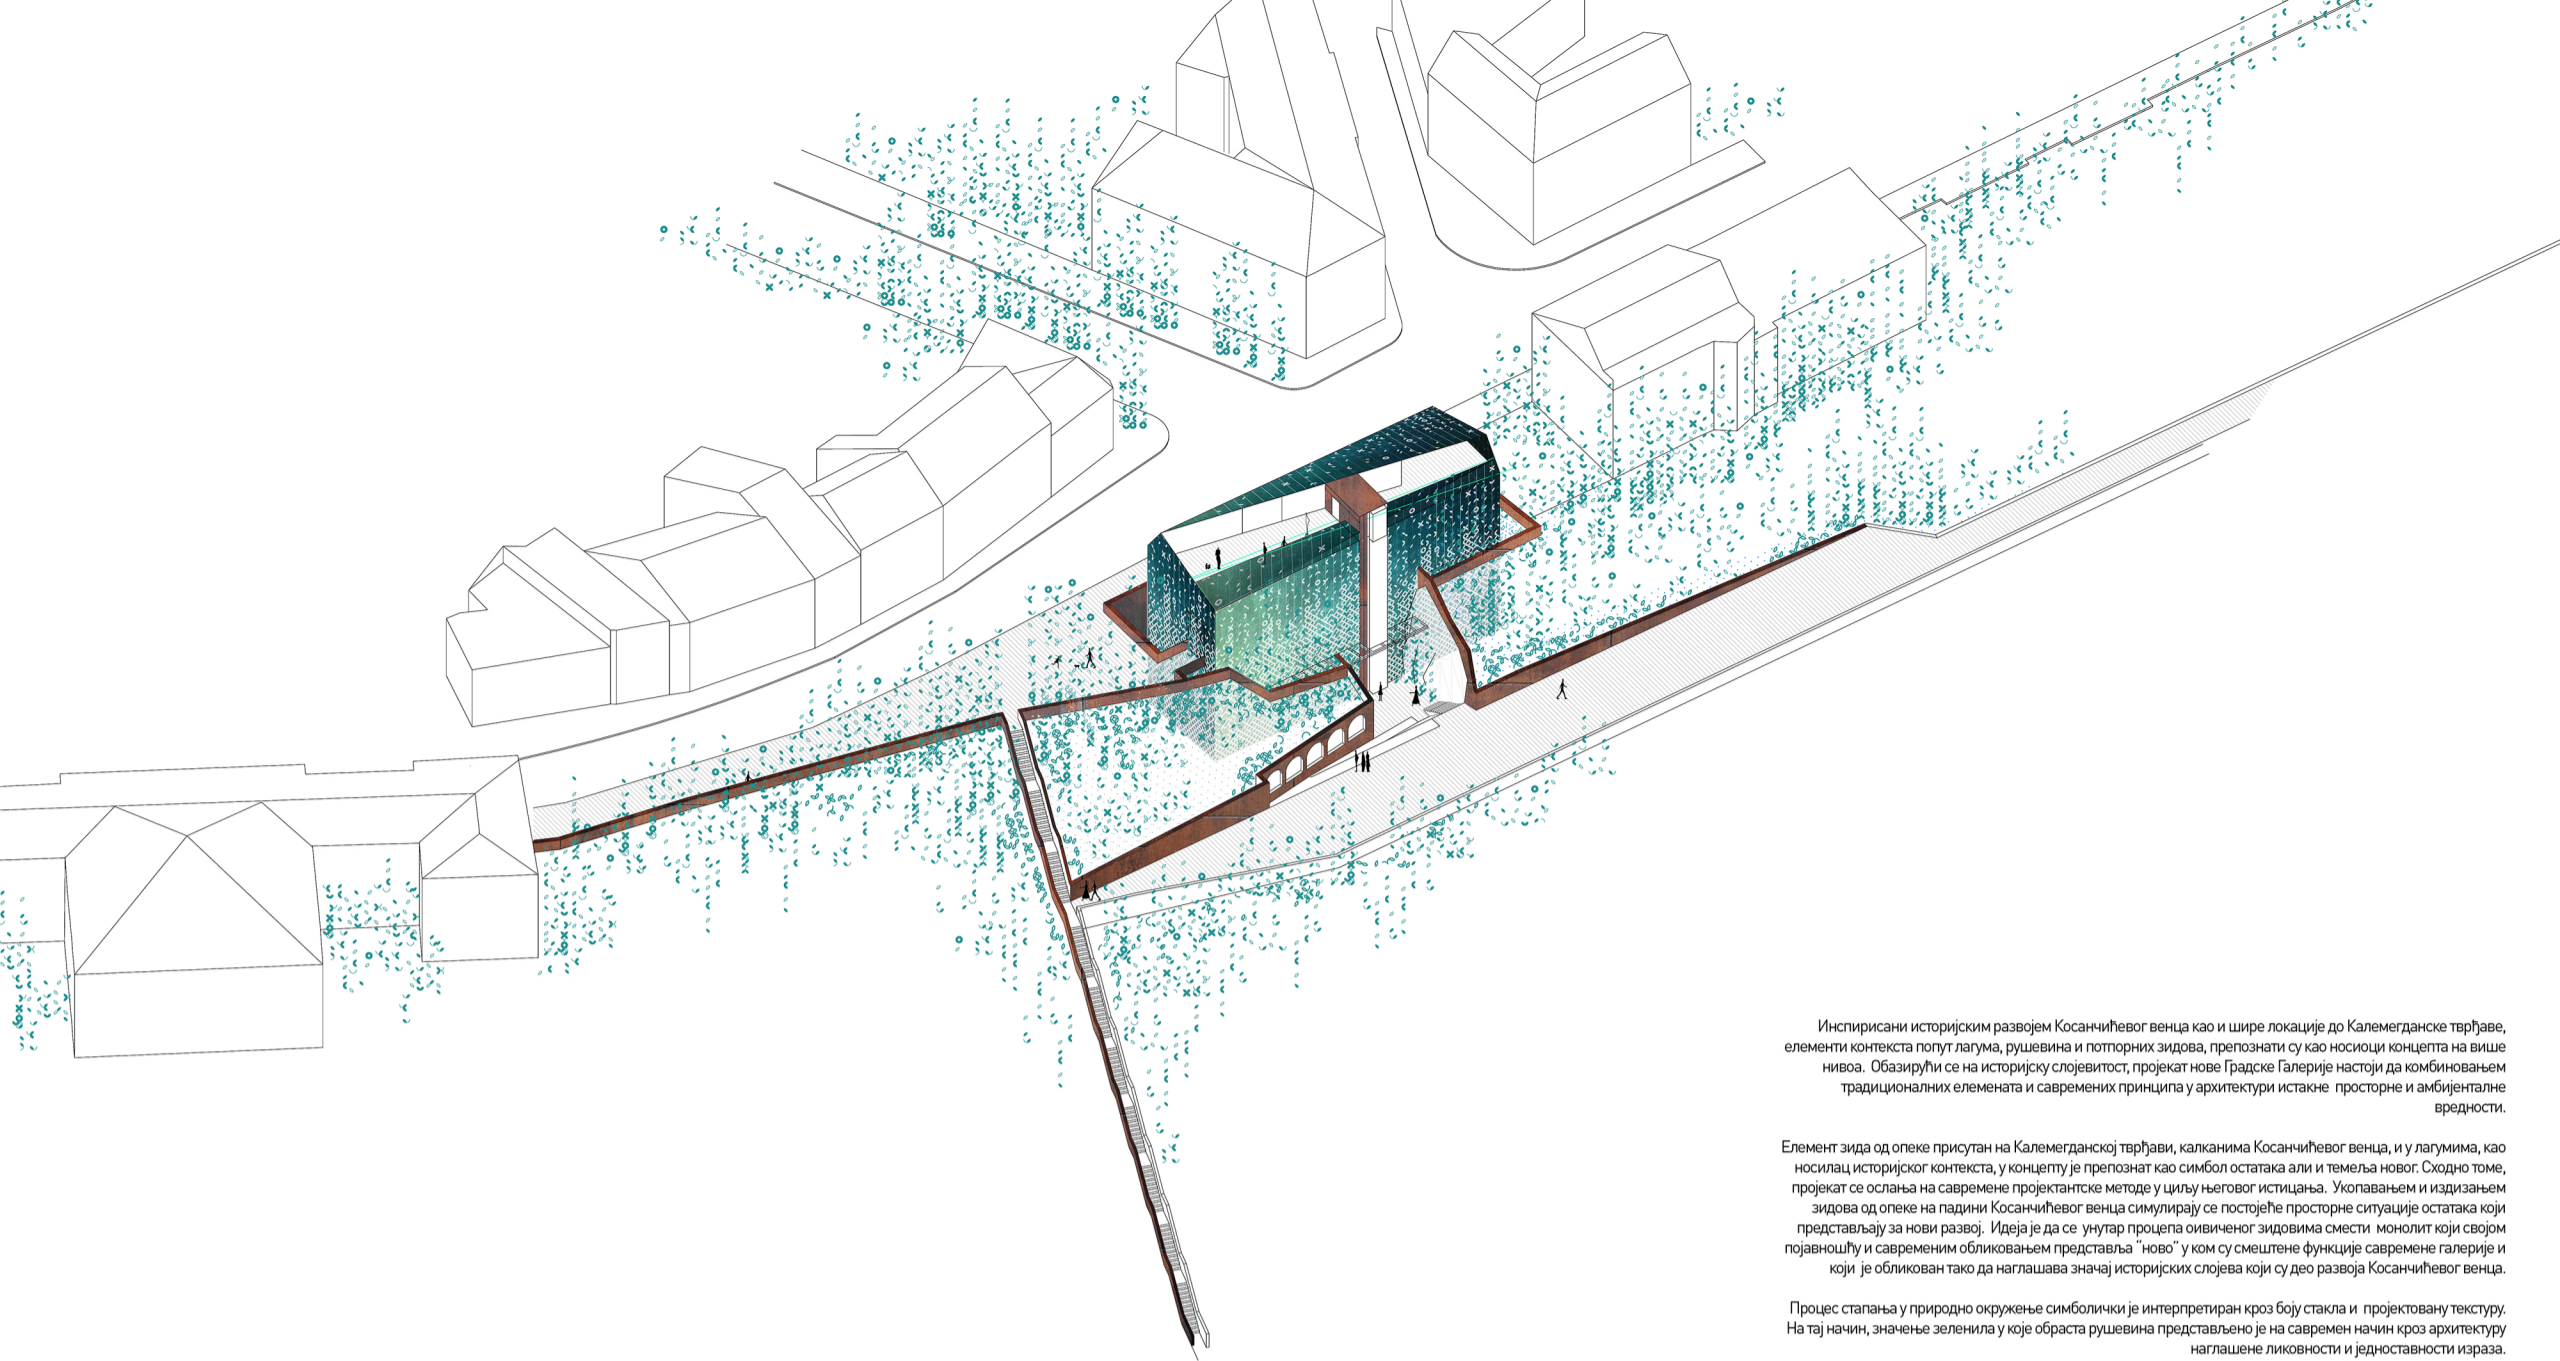 Инспирисани историјским развојем Косанчићевог венца као и шире локације до Калемегданске тврђаве,
елементи контекста попут лагума, рушевина и потпорних зидова, препознати су као носиоци концепта на више
нивоа. Обазирући се на историјску слојевитост, пројекат нове Градске Галерије настоји да комбиновањем
традиционалних елемената и савремених принципа у архитектури истакне просторне и амбијенталне
вредности.
Елемент зида од опеке присутан на Калемегданској тврђави, калканима Косанчићевог венца, и у лагумима, као
носилац историјског контекста, у концепту је препознат као симбол остатака али и темеља новог. Сходно томе,
пројекат се ослања на савремене пројектантске методе у циљу његовог истицања. Укопавањем и издизањем
зидова од опеке на падини Косанчићевог венца симулирају се постојеће просторне ситуације остатака који
представљају за нови развој. Идеја је да се унутар процепа оивиченог зидовима смести монолит који својом
појавношћу и савременим обликовањем представља "ново" у ком су смештене функције савремене галерије и
који је обликован тако да наглашава значај историјских слојева који су део развоја Косанчићевог венца.
Процес стапања у природно окружење симболички је интерпретиран кроз боју стакла и пројектовану текстуру.
На тај начин, значење зеленила у које обраста рушевина представљено је на савремен начин кроз архитектуру
наглашене ликовности и једноставности израза.